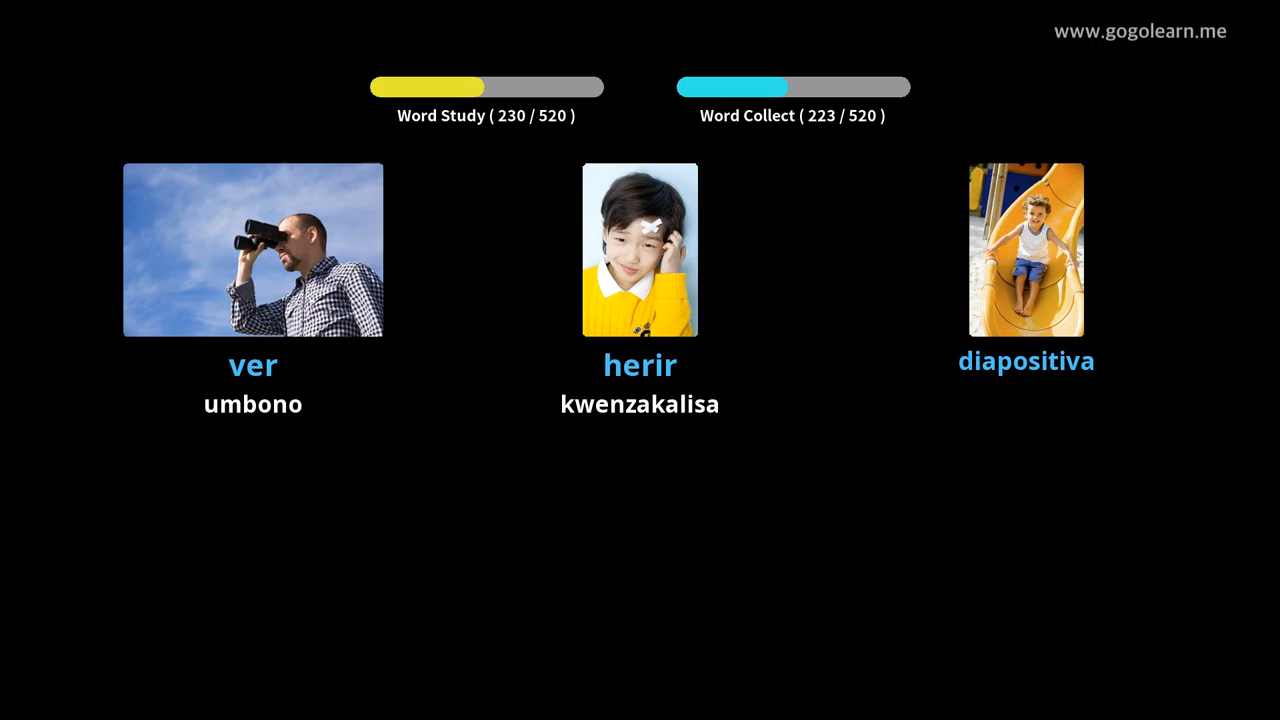 www.gogolearn.me
Word Study ( 230 / 520 )
Word Collect ( 223 / 520 )
ver
herir
diapositiva
umbono
kwenzakalisa